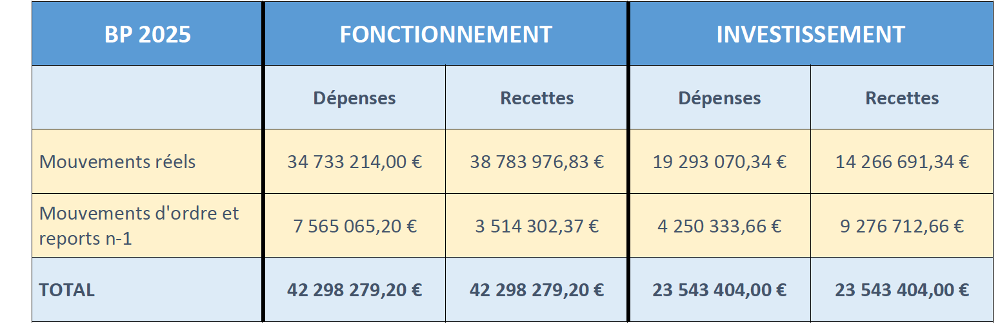 BP 2025 FONCTIONNEMENT INVESTISSEMENT
Dépenses Recettes Dépenses Recettes
Mouvements réels 34 733 214,00 € 38 783 976,83 € 19 293 070,34 € 14 266 691,34 €
Mouvements d'ordre et
reports n-1 7 565 065,20 € 3 514 302,37 € 4 250 333,66 € 9 276 712,66 €
TOTAL 42 298 279,20 € 42 298 279,20 € 23 543 404,00 € 23 543 404,00 €